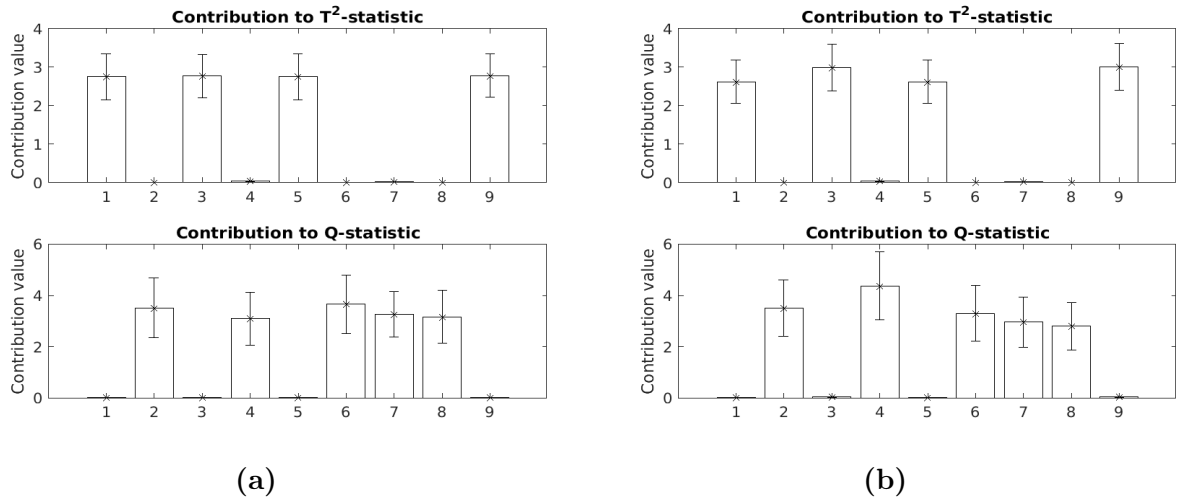 Contribution to T²-statistic
Contribution value
4
3
2
1
0
1 2 3 4 5 6 7 8 9
Contribution to Q-statistic
Contribution value
6
4
2
0
1 2 3 4 5 6 7 8 9
(a)
Contribution to T²-statistic
Contribution value
4
3
2
1
0
1 2 3 4 5 6 7 8 9
Contribution to Q-statistic
Contribution value
6
4
2
0
1 2 3 4 5 6 7 8 9
(b)